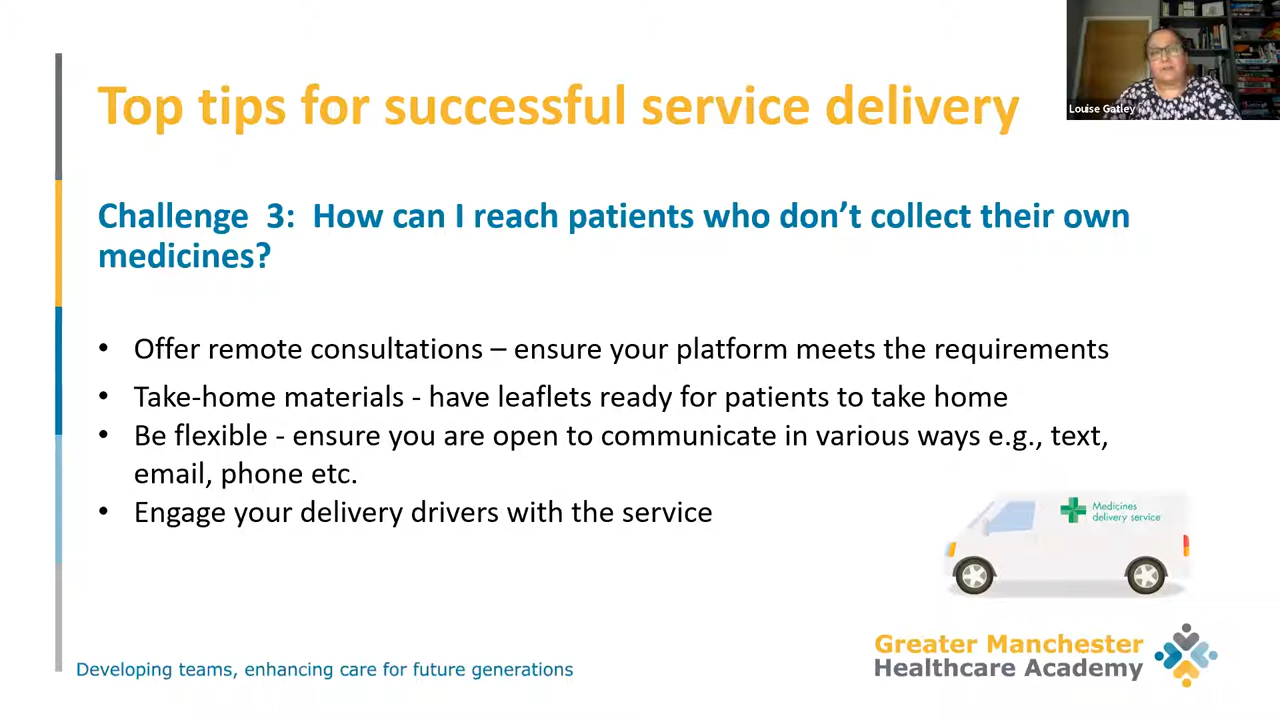 Top tips for successful service delivery
Louise Gatley
Challenge 3: How can I reach patients who don’t collect their own
medicines?
• Offer remote consultations – ensure your platform meets the requirements
• Take-home materials - have leaflets ready for patients to take home
• Be flexible - ensure you are open to communicate in various ways e.g., text,
email, phone etc.
• Engage your delivery drivers with the service
Medicines
delivery service
Greater Manchester
Healthcare Academy
Developing teams, enhancing care for future generations